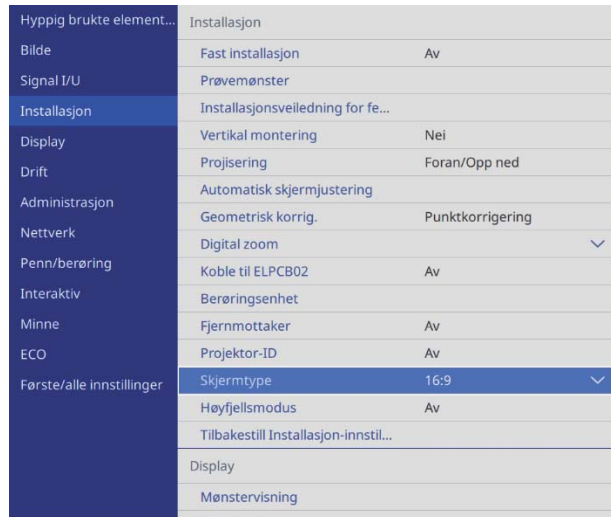 Hyppig brukte element...
Bilde
Signal I/U
Installasjon
Display
Drift
Administrasjon
Nettverk
Penn/berøring
Interaktiv
Minne
ECO
Første/alle innstillinger
Installasjon
Fast installasjon Av
Prøvemønster
Installasjonsveiledning for fe...
Vertikal montering Nei
Projisering Foran/Opp ned
Automatisk skjermjustering
Geometrisk korrig. Punktkorrigering
Digital zoom
Koble til ELPCB02 Av
Berøringsenhet
Fjernmottaker Av
Projektor-ID Av
Skjermtype 16:9
Høyfjellsmodus Av
Tilbakestill Installasjon-innstil...
Display
Mønstervisning